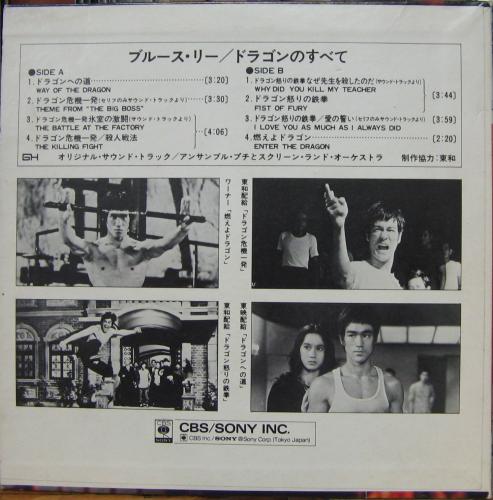 ブルース・リー/ドラゴンのすべて
●SIDE A
1.ドラゴンへの道 [3:20]
WAY OF THE DRAGON
2.ドラゴン危機一発(セリフのみサウンド・トラックより) [3:30]
THEME FROM "THE BIG BOSS"
3.ドラゴン危機一発氷室の激闘(サウンド・トラックより)
THE BATTLE AT THE FACTORY
[4:06]
4.ドラゴン危機一発/殺人戦法
THE KILLING FIGHT
●SIDE B
1.ドラゴン怒りの鉄拳なぜ先生を殺したのだ(サウンド・トラックより)
WHY DID YOU KILL MY TEACHER
[3:44]
2.ドラゴン怒りの鉄拳
FIST OF FURY
3.ドラゴン怒りの鉄拳/愛の誓い(セリフのみサウンド・トラックより) [3:59]
I LOVE YOU AS MUCH AS I ALWAYS DID
4.燃えよドラゴン [2:20]
ENTER THE DRAGON
オリジナル・サウンド・トラック/アンサンブル・プチとスクリーン・ランド・オーケストラ
制作協力:東和
東和配給「ドラゴン危機一発」
ワーナー「燃えよドラゴン」
東映配給「ドラゴンへの道」
東和配給「ドラゴン怒りの鉄拳」
CBS
SONY
CBS/SONY INC.
CBS Inc./SONY Sony Corp.(Tokyo Japan)